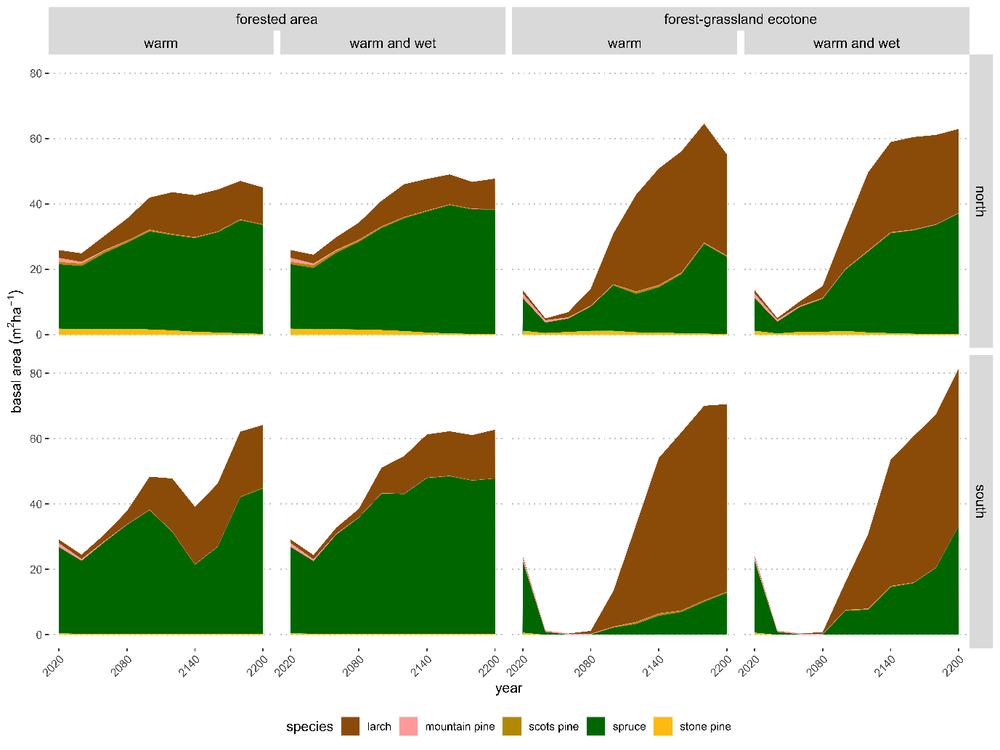 forested area forest-grassland ecotone
warm warm and wet warm warm and wet
80
60
40
20
0
north
basal area (m²ha⁻¹)
80
60
40
20
0
south
2020 2080 2140 2200 2020 2080 2140 2200 2020 2080 2140 2200 2020 2080 2140 2200
year
species larch mountain pine scots pine spruce stone pine